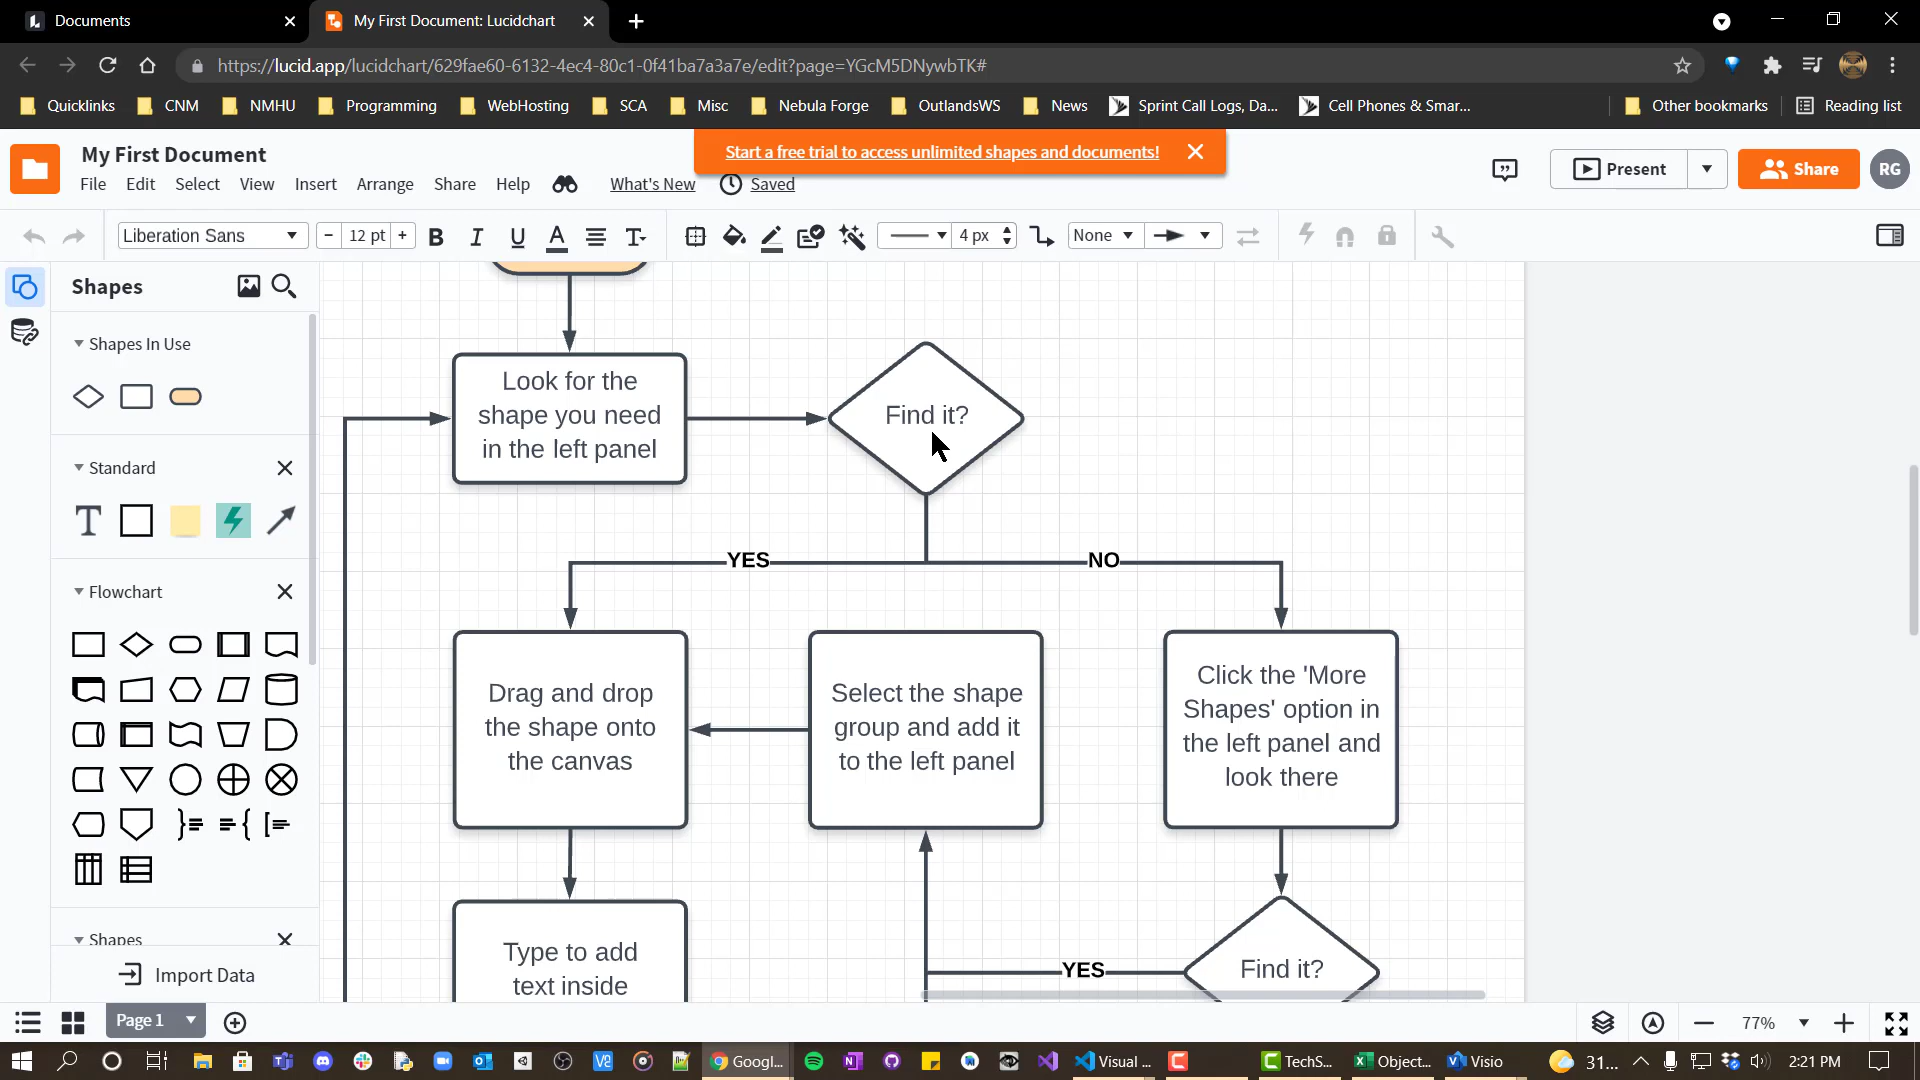 Documents
My First Document: Lucidchart
https://lucid.app/lucidchart/629fae60-6132-4ec4-80c1-0f41ba7a3a7e/edit?page=YGcM5DNywbTK#
Quicklinks CNM NMHU Programming WebHosting SCA Misc Nebula Forge OutlandsWS News Sprint Call Logs, Da... Cell Phones & Smar... Other bookmarks Reading list
My First Document
Start a free trial to access unlimited shapes and documents!
File Edit Select View Insert Arrange Share Help What's New Saved
Present Share RG
Liberation Sans − 12 pt + B I U A T 4 px None
Shapes
Shapes In Use
Standard
T
Flowchart
Shapes
Import Data
Look for the
shape you need
in the left panel
Find it?
YES
NO
Drag and drop
the shape onto
the canvas
Select the shape
group and add it
to the left panel
Click the 'More
Shapes' option in
the left panel and
look there
Type to add
text inside
YES
Find it?
Page 1
77%
Googl... Visual ... TechS... Object... Visio 31... 2:21 PM